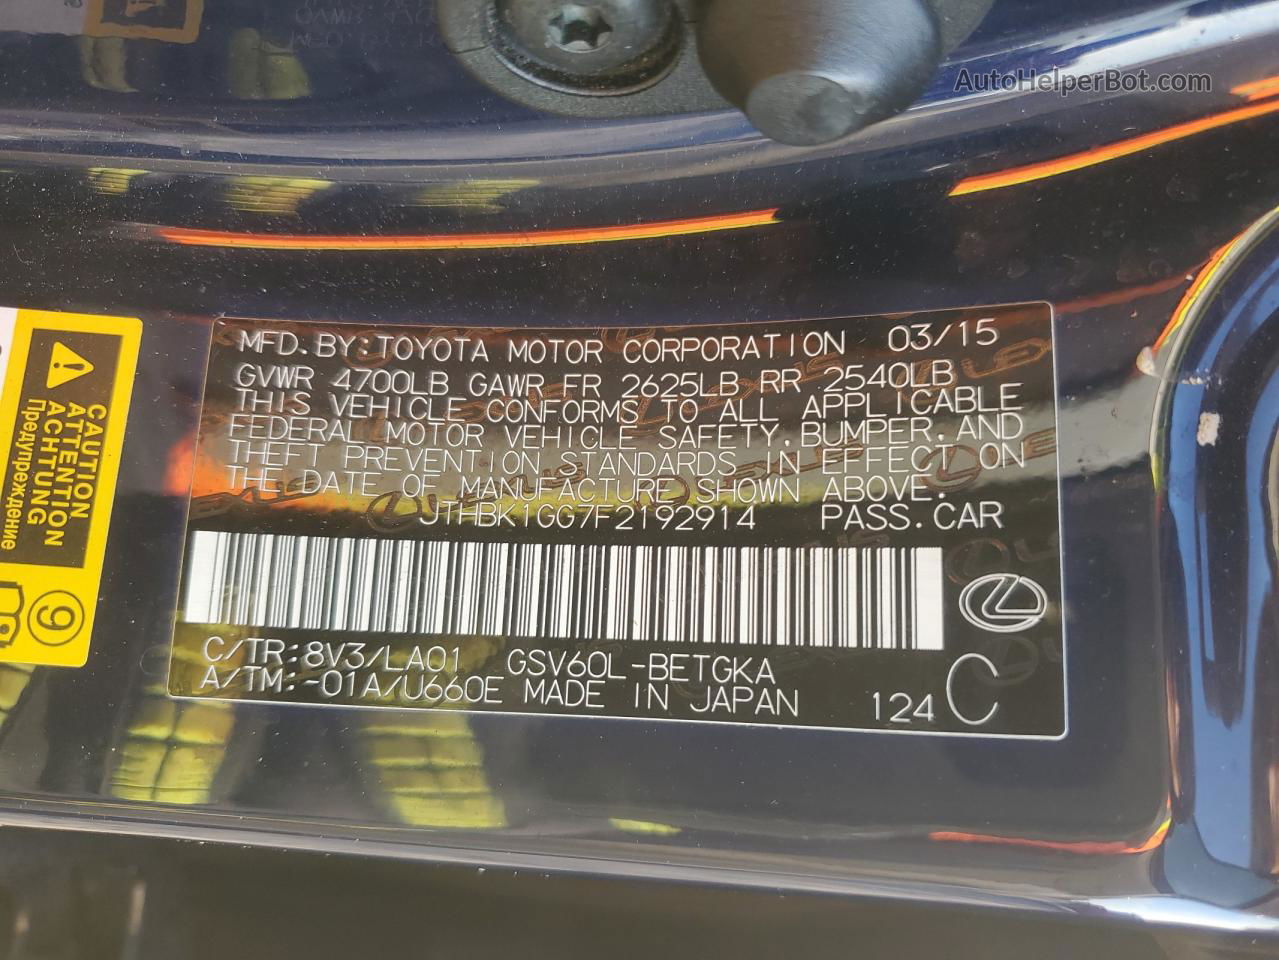 AutoHelperBot.com
MFD. BY: TOYOTA MOTOR CORPORATION 03/15
GVWR 4700LB GAWR FR 2625LB RR 2540LB
THIS VEHICLE CONFORMS TO ALL APPLICABLE
FEDERAL MOTOR VEHICLE SAFETY, BUMPER, AND
THEFT PREVENTION STANDARDS IN EFFECT ON
THE DATE OF MANUFACTURE SHOWN ABOVE.
JTHBK1GG7F2192914 PASS.CAR
C/TR:8V3/LA01 GSV60L-BETGKA
A/TM:-01A/U660E MADE IN JAPAN 124 C
CAUTION
ATTENTION
ACHTUNG
Предупреждение
9